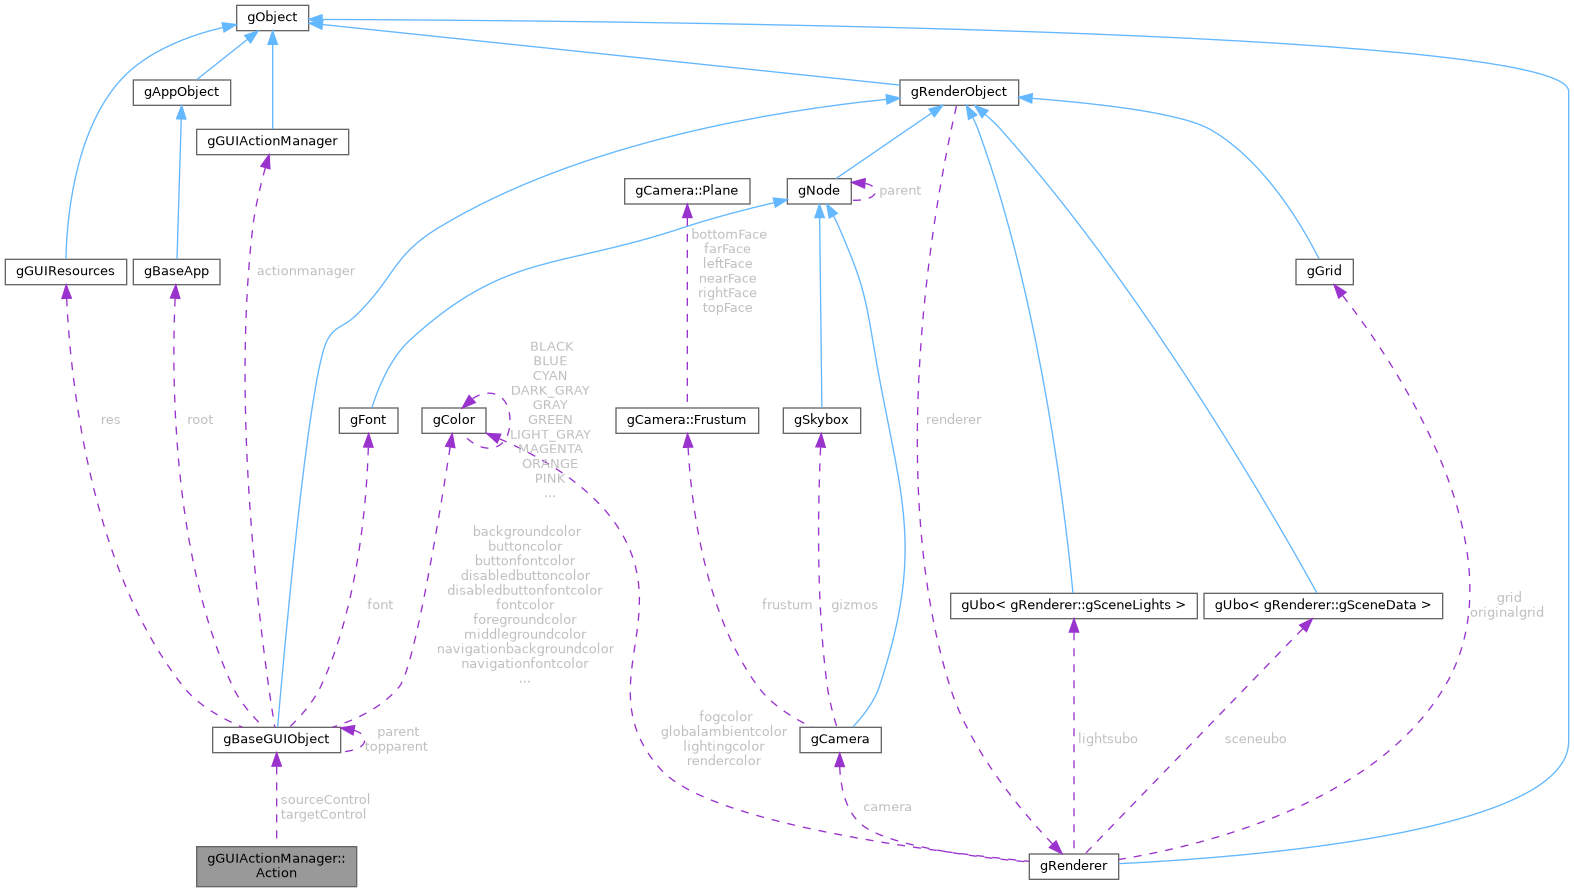 gObject
gAppObject
gRenderObject
gGUIActionManager
gCamera::Plane
gNode
parent
bottomFace
farFace
leftFace
nearFace
rightFace
topFace
gGUIResources
gBaseApp
actionmanager
gGrid
BLACK
BLUE
CYAN
DARK_GRAY
GRAY
GREEN
LIGHT_GRAY
MAGENTA
ORANGE
PINK
...
res
root
gFont
gColor
gCamera::Frustum
gSkybox
renderer
backgroundcolor
buttoncolor
buttonfontcolor
disabledbuttoncolor
disabledbuttonfontcolor
fontcolor
foregroundcolor
middlegroundcolor
navigationbackgroundcolor
navigationfontcolor
...
font
frustum
gizmos
gUbo< gRenderer::gSceneLights >
gUbo< gRenderer::gSceneData >
grid
originalgrid
gBaseGUIObject
parent
topparent
fogcolor
globalambientcolor
lightingcolor
rendercolor
gCamera
lightsubo
sceneubo
sourceControl
targetControl
camera
gGUIActionManager::
Action
gRenderer